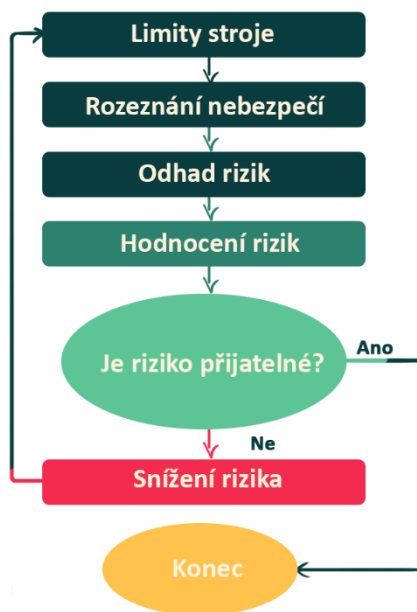 Limity stroje
Rozeznání nebezpečí
Odhad rizik
Hodnocení rizik
Je riziko přijatelné?
Ano
Ne
Snížení rizika
Konec